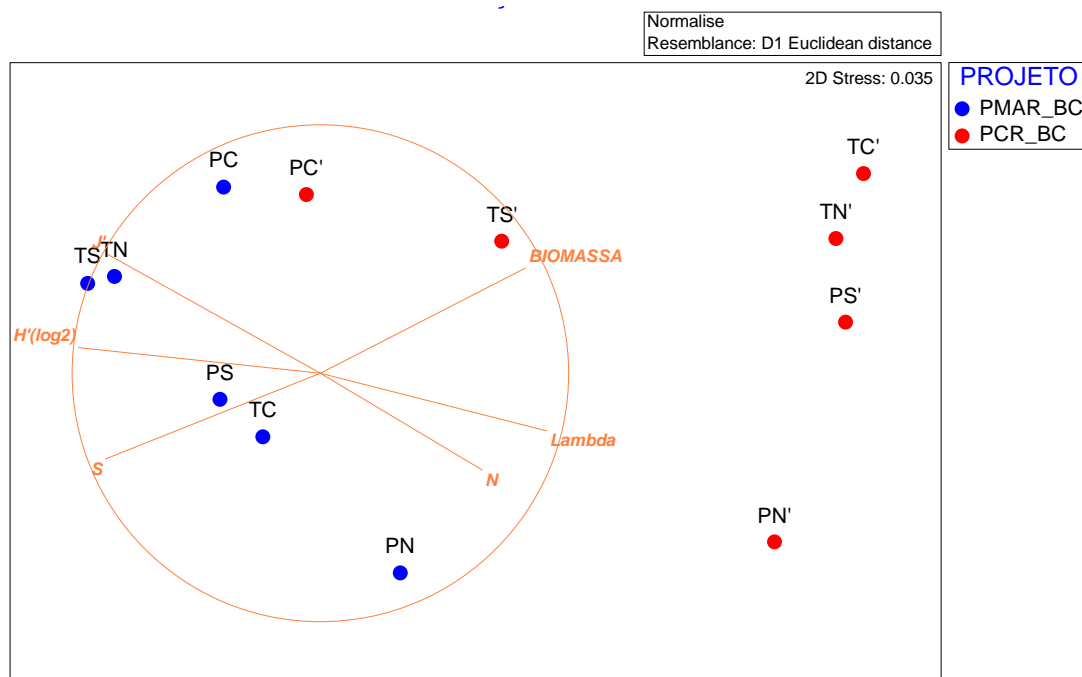 Normalise
Resemblance: D1 Euclidean distance
2D Stress: 0.035
PROJETO
PMAR_BC
PCR_BC
PC
PC'
TC'
TS'
TN'
J'
TS
TN
BIOMASSA
PS'
H'(log2)
PS
TC
Lambda
S
N
PN
PN'